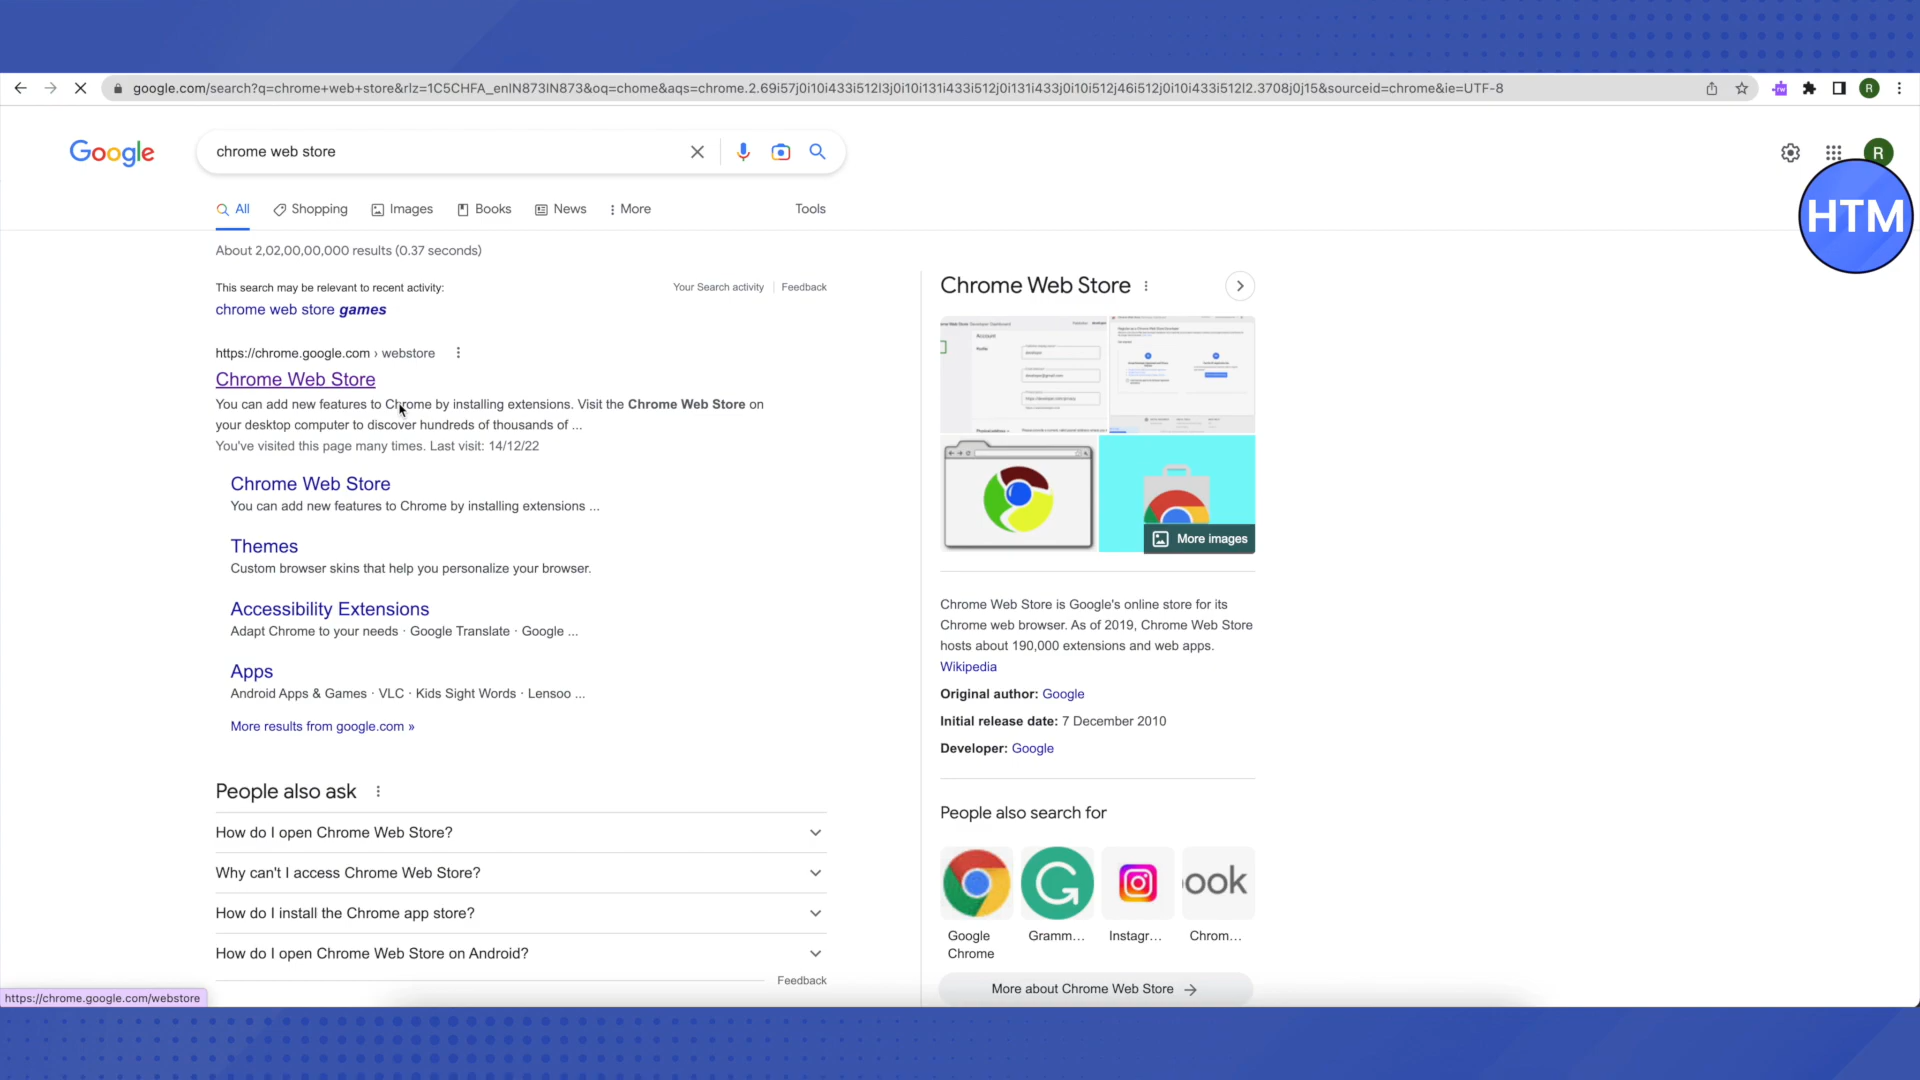 google.com/search?q=chrome+web+store&rlz=1C5CHFA_enIN873IN873&oq=chome&aqs=chrome.2.69i57j0i10i433i512l3j0i10i131i433i512j0i131i433j0i10i512j46i512j0i10i512l2.3708j0j15&sourceid=chrome&ie=UTF-8
R
Google
chrome web store
R
HTM
All
Shopping
Images
Books
News
More
Tools
About 2,02,00,00,000 results (0.37 seconds)
This search may be relevant to recent activity:
Your Search activity
Feedback
chrome web store games
https://chrome.google.com › webstore
Chrome Web Store
You can add new features to Chrome by installing extensions. Visit the Chrome Web Store on
your desktop computer to discover hundreds of thousands of ...
You've visited this page many times. Last visit: 14/12/22
Chrome Web Store
You can add new features to Chrome by installing extensions ...
Themes
Custom browser skins that help you personalize your browser.
Accessibility Extensions
Adapt Chrome to your needs · Google Translate · Google ...
Apps
Android Apps & Games · VLC · Kids Sight Words · Lensoo ...
More results from google.com »
People also ask
How do I open Chrome Web Store?
Why can't I access Chrome Web Store?
How do I install the Chrome app store?
How do I open Chrome Web Store on Android?
Feedback
https://chrome.google.com/webstore
Chrome Web Store
Account
More images
Chrome Web Store is Google's online store for its
Chrome web browser. As of 2019, Chrome Web Store
hosts about 190,000 extensions and web apps.
Wikipedia
Original author: Google
Initial release date: 7 December 2010
Developer: Google
People also search for
ook
Google
Chrome
Gramm...
Instagr...
Chrom...
More about Chrome Web Store